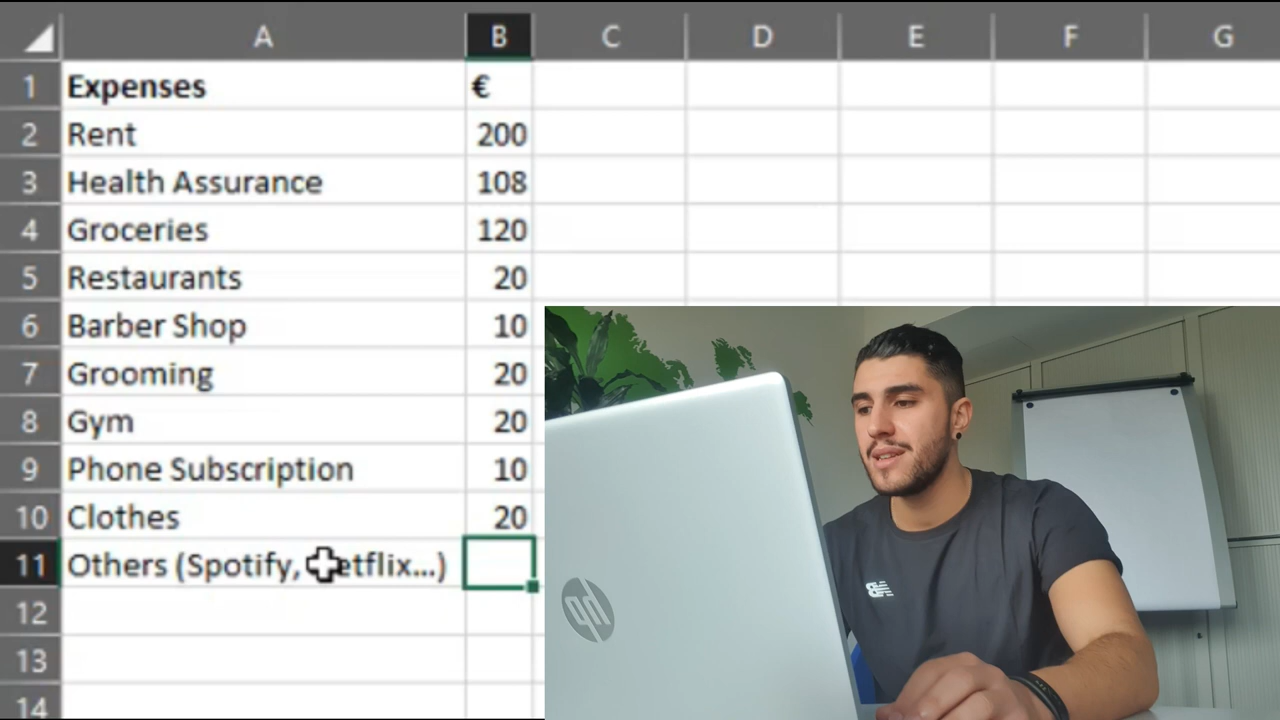 A B C D E F G
1 Expenses €
2 Rent 200
3 Health Assurance 108
4 Groceries 120
5 Restaurants 20
6 Barber Shop 10
7 Grooming 20
8 Gym 20
9 Phone Subscription 10
10 Clothes 20
11 Others (Spotify, etflix...)
12
13
14
hp